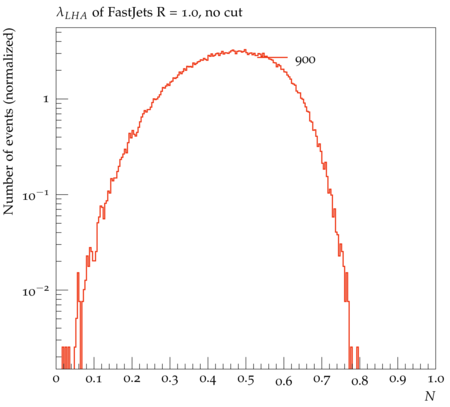 λLHA of FastJets R = 1.0, no cut
Number of events (normalized)
900
1
10−1
10−2
0 0.1 0.2 0.3 0.4 0.5 0.6 0.7 0.8 0.9 1.0
N